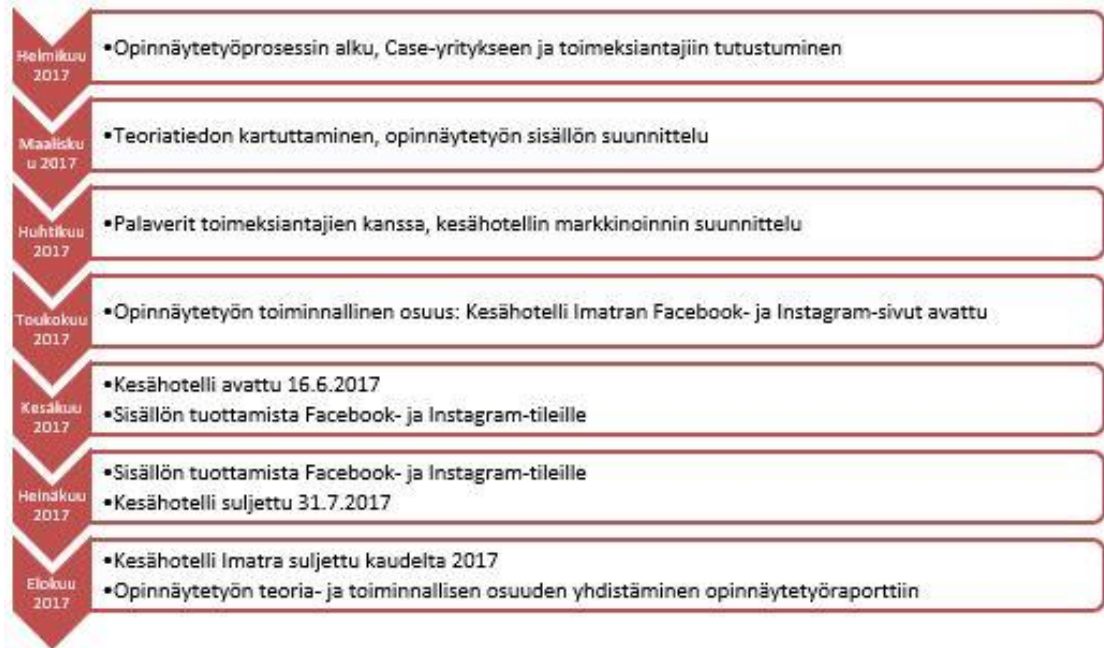 Helmikuu
2017
•Opinnäytetyöprosessin alku, Case-yritykseen ja toimeksiantajiin tutustuminen
Maalisku
u 2017
•Teoriatiedon kartuttaminen, opinnäytetyön sisällön suunnittelu
Huhtikuu
2017
•Palaverit toimeksiantajien kanssa, kesähotellin markkinoinnin suunnittelu
Toukokuu
2017
•Opinnäytetyön toiminnallinen osuus: Kesähotelli Imatran Facebook- ja Instagram-sivut avattu
Kesäkuu
2017
•Kesähotelli avattu 16.6.2017
•Sisällön tuottamista Facebook- ja Instagram-tileille
Heinäkuu
2017
•Sisällön tuottamista Facebook- ja Instagram-tileille
•Kesähotelli suljettu 31.7.2017
Elokuu
2017
•Kesähotelli Imatra suljettu kaudelta 2017
•Opinnäytetyön teoria- ja toiminnallisen osuuden yhdistäminen opinnäytetyöraporttiin